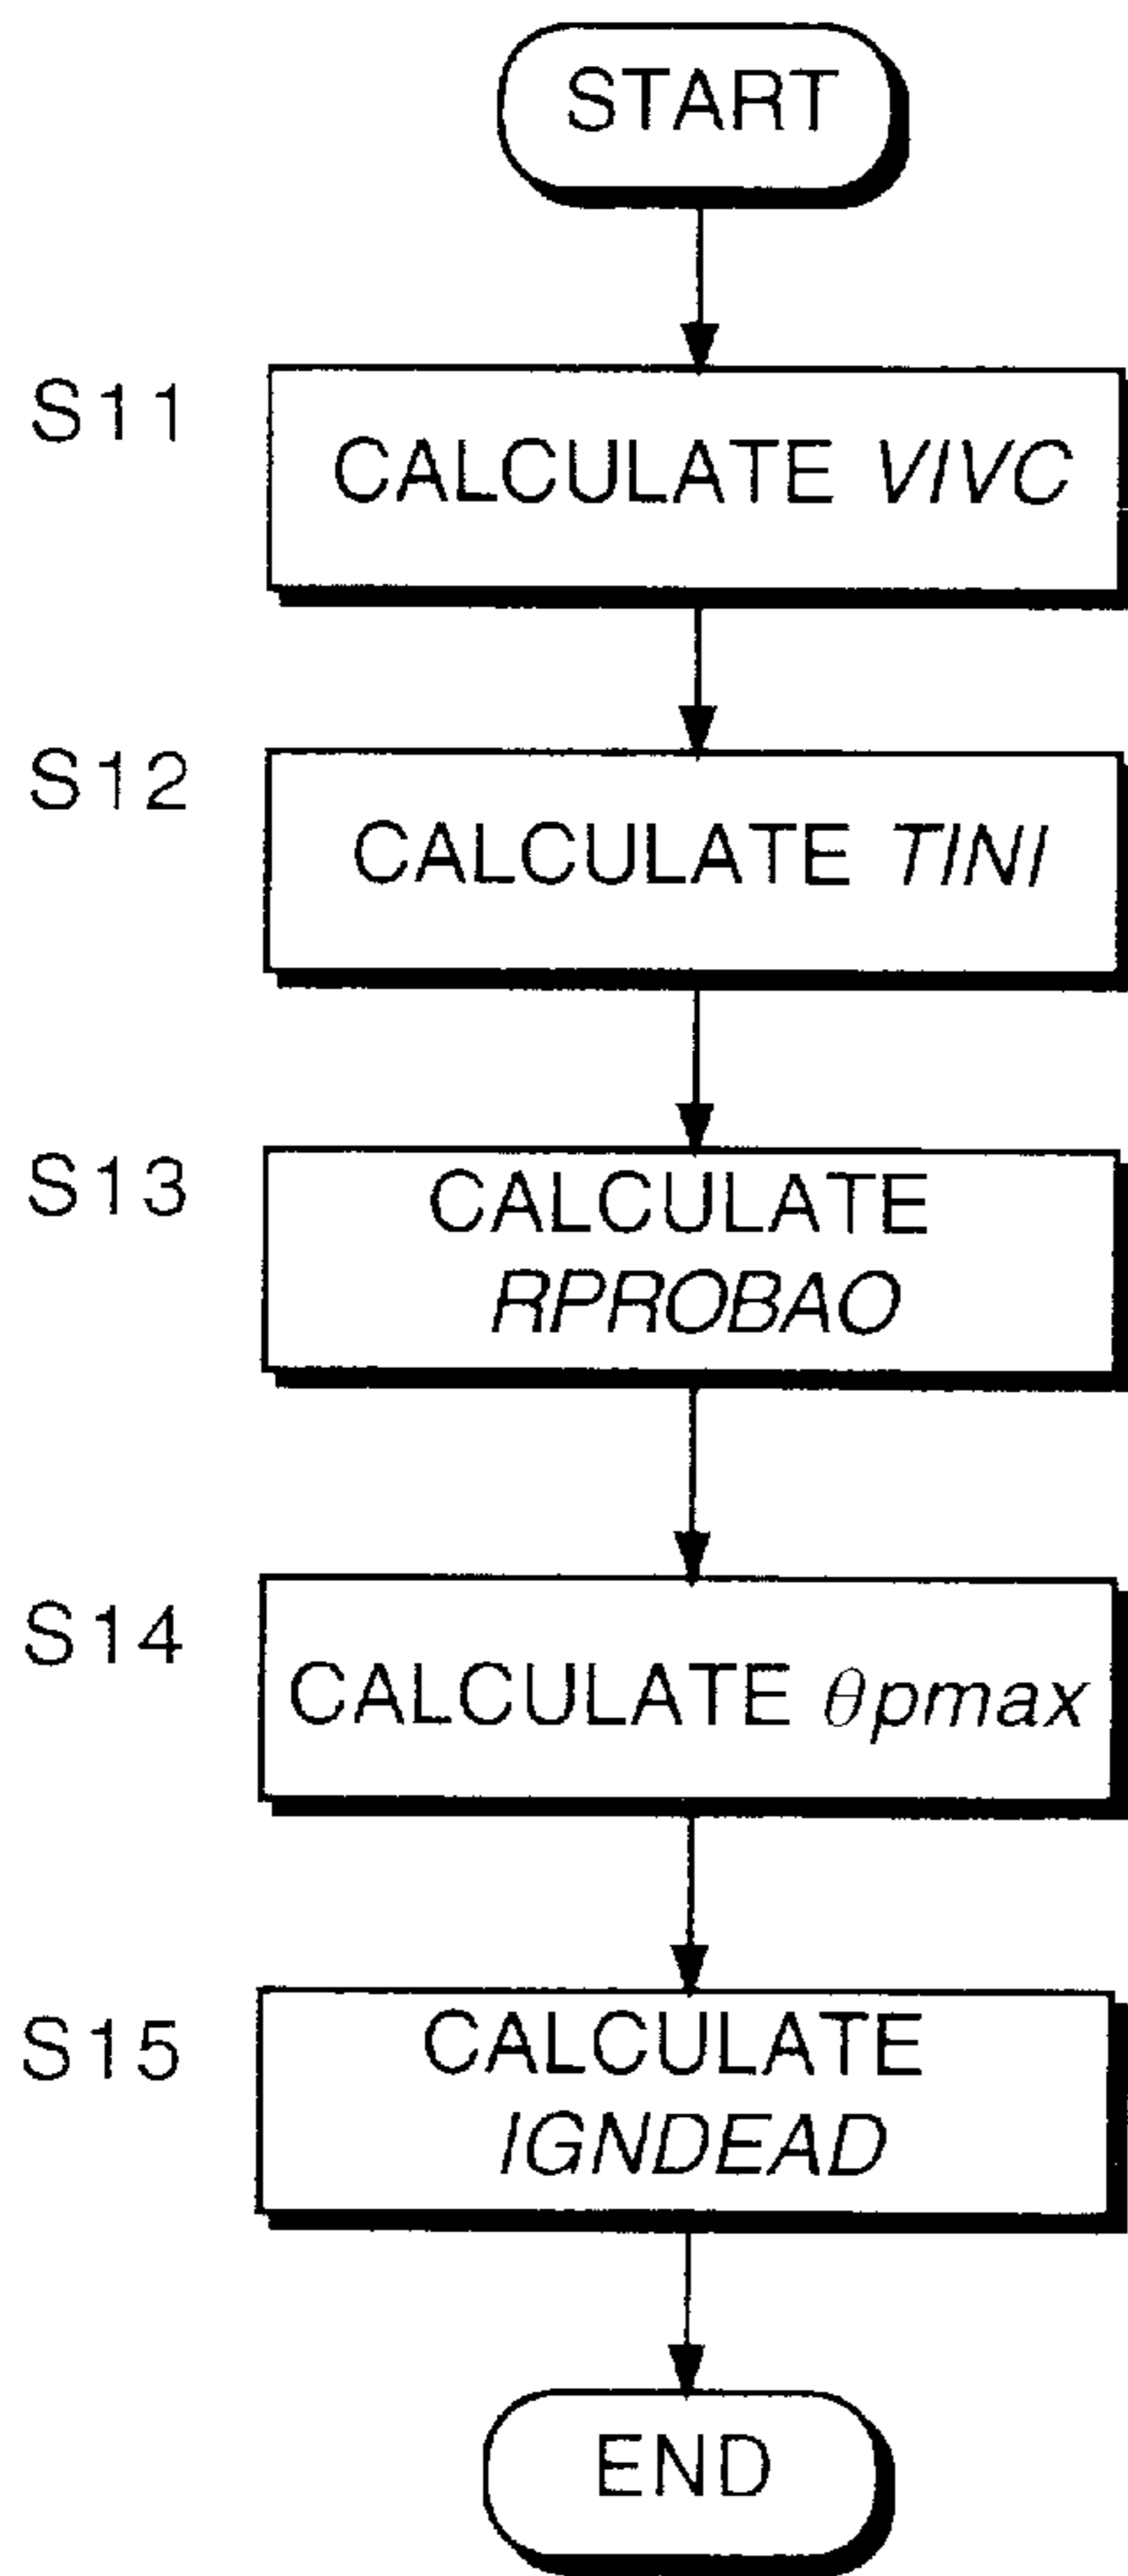 START
S11
CALCULATE VIVC
S12
CALCULATE TINI
S13
CALCULATE
RPROBAO
S14
CALCULATE θpmax
S15
CALCULATE
IGNDEAD
END